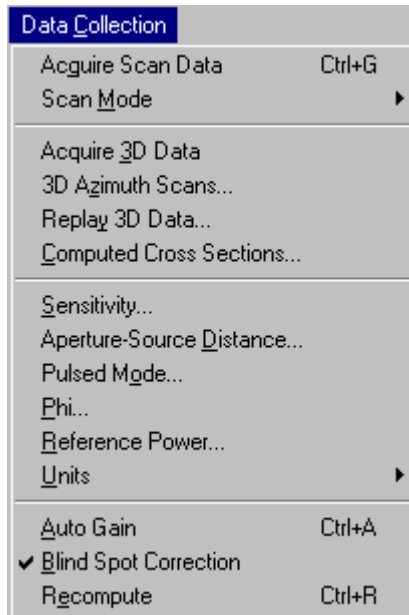 Data Collection
Acquire Scan Data Ctrl+G
Scan Mode
Acquire 3D Data
3D Azimuth Scans...
Replay 3D Data...
Computed Cross Sections...
Sensitivity...
Aperture-Source Distance...
Pulsed Mode...
Phi...
Reference Power...
Units
Auto Gain Ctrl+A
Blind Spot Correction
Recompute Ctrl+R